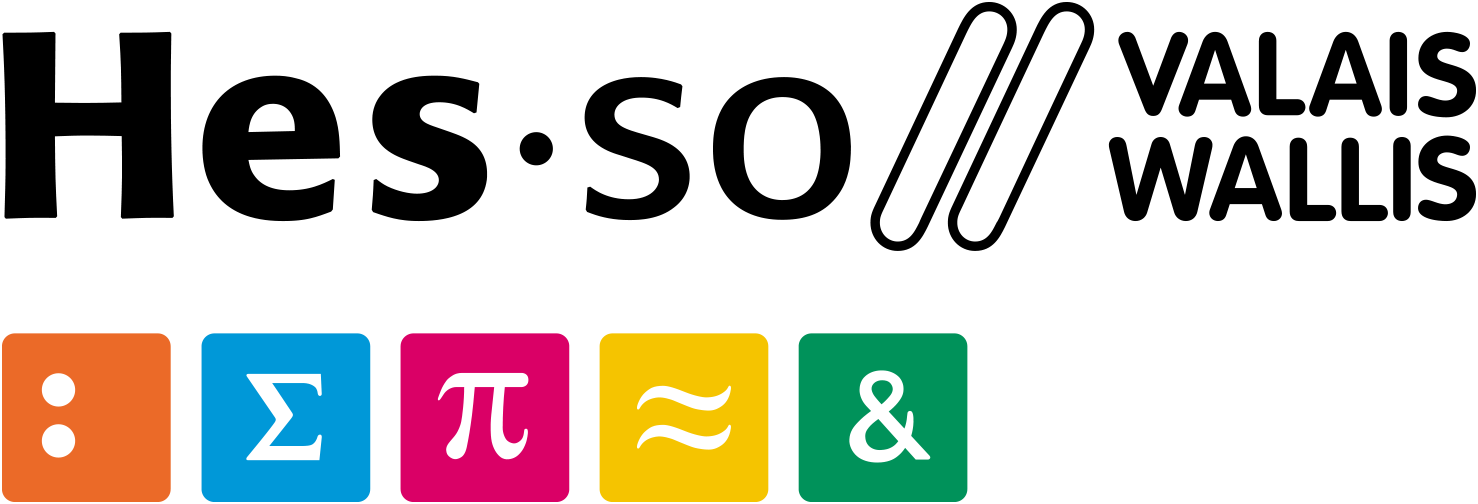 Hes·so
VALAIS
WALLIS
: Σ π ≈ &